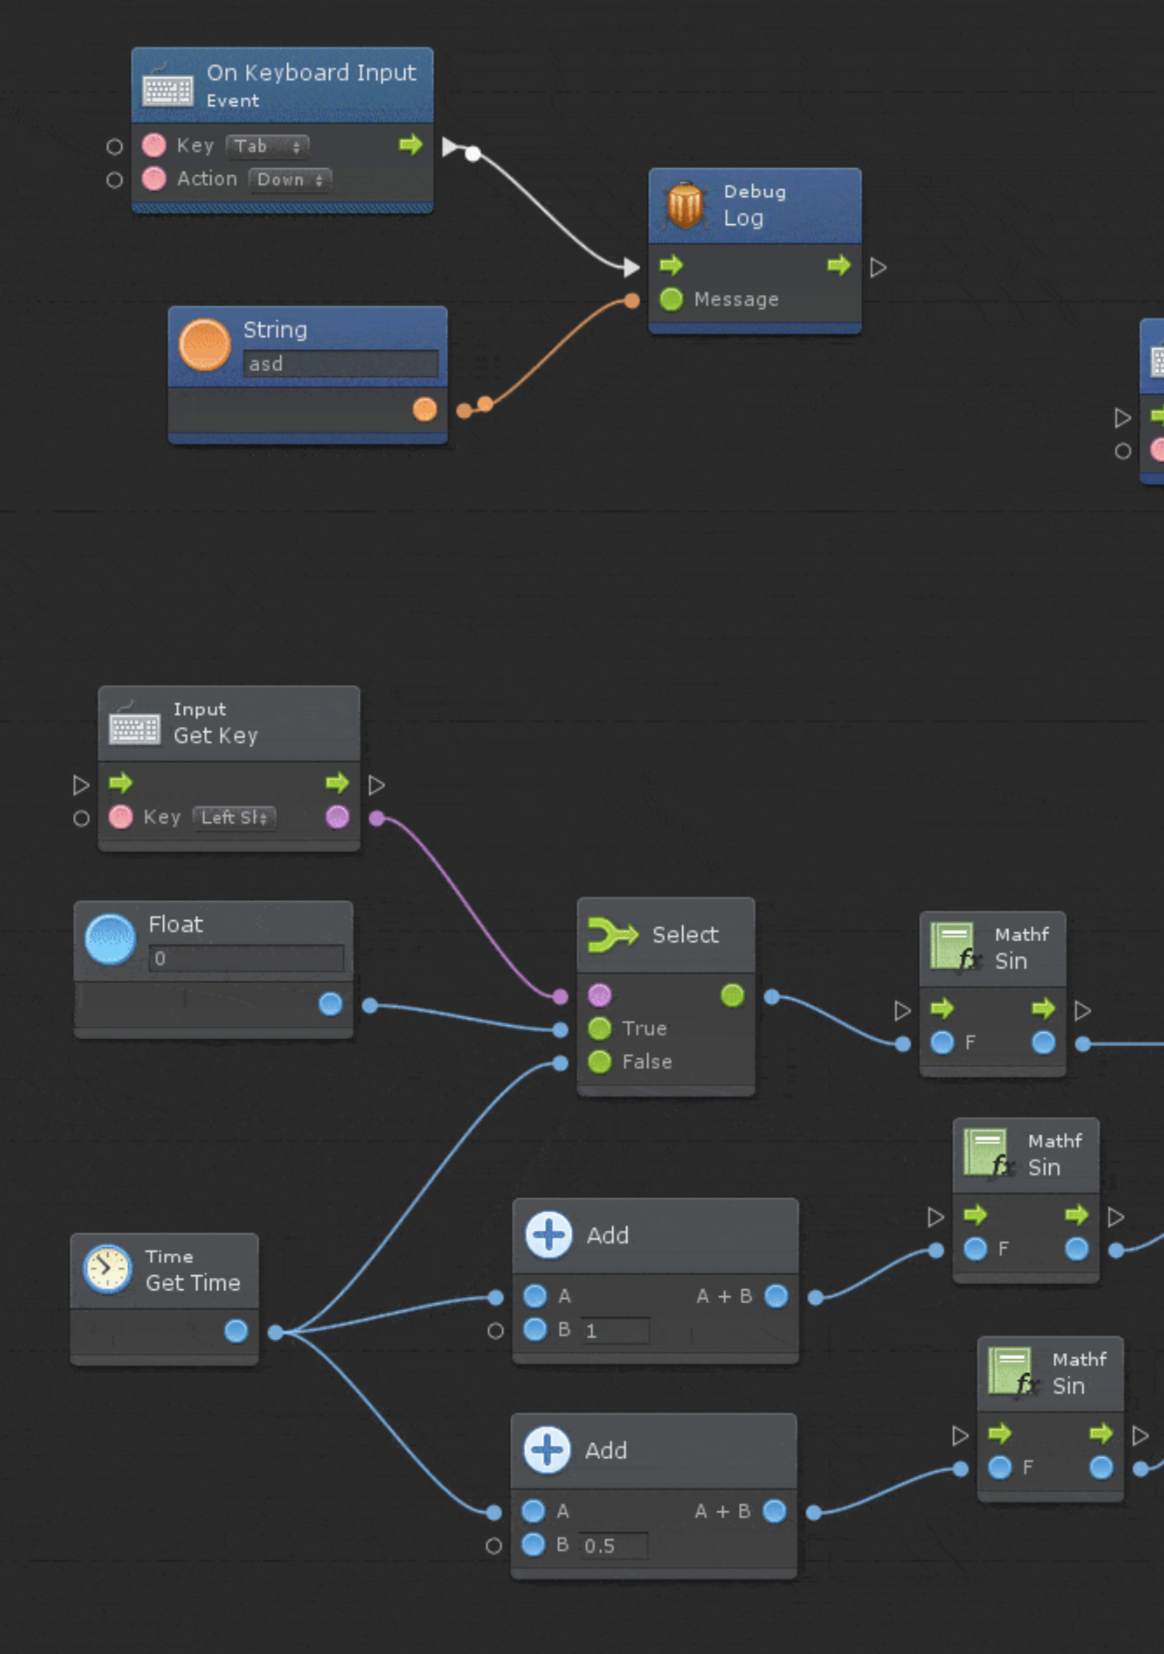 On Keyboard Input
Event
Key Tab
Action Down
Debug
Log
Message
String
asd
Input
Get Key
Key Left
Float
0
Select
True
False
Mathf
Sin
F
Mathf
Sin
F
Time
Get Time
Add
A A + B
B 1
Mathf
Sin
F
Add
A A + B
B 0.5